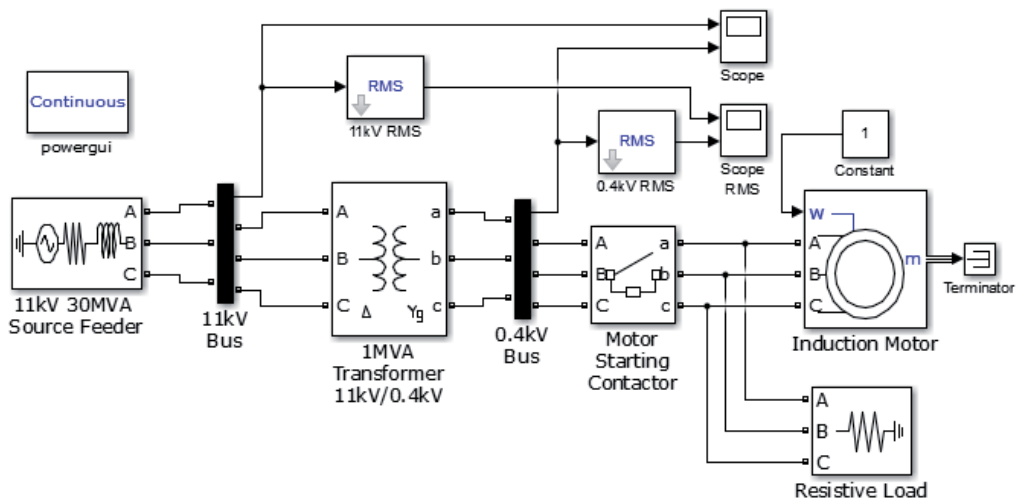 Continuous
powergui
RMS
11kV RMS
Scope
RMS
0.4kV RMS
Scope
RMS
1
Constant
A
B
C
11kV 30MVA
Source Feeder
11kV
Bus
A
B
C
a
b
c
Δ
Yg
1MVA
Transformer
11kV/0.4kV
0.4kV
Bus
A
B
C
a
b
c
Motor
Starting
Contactor
w
A
B
C
m
Induction Motor
Terminator
A
B
C
Resistive Load